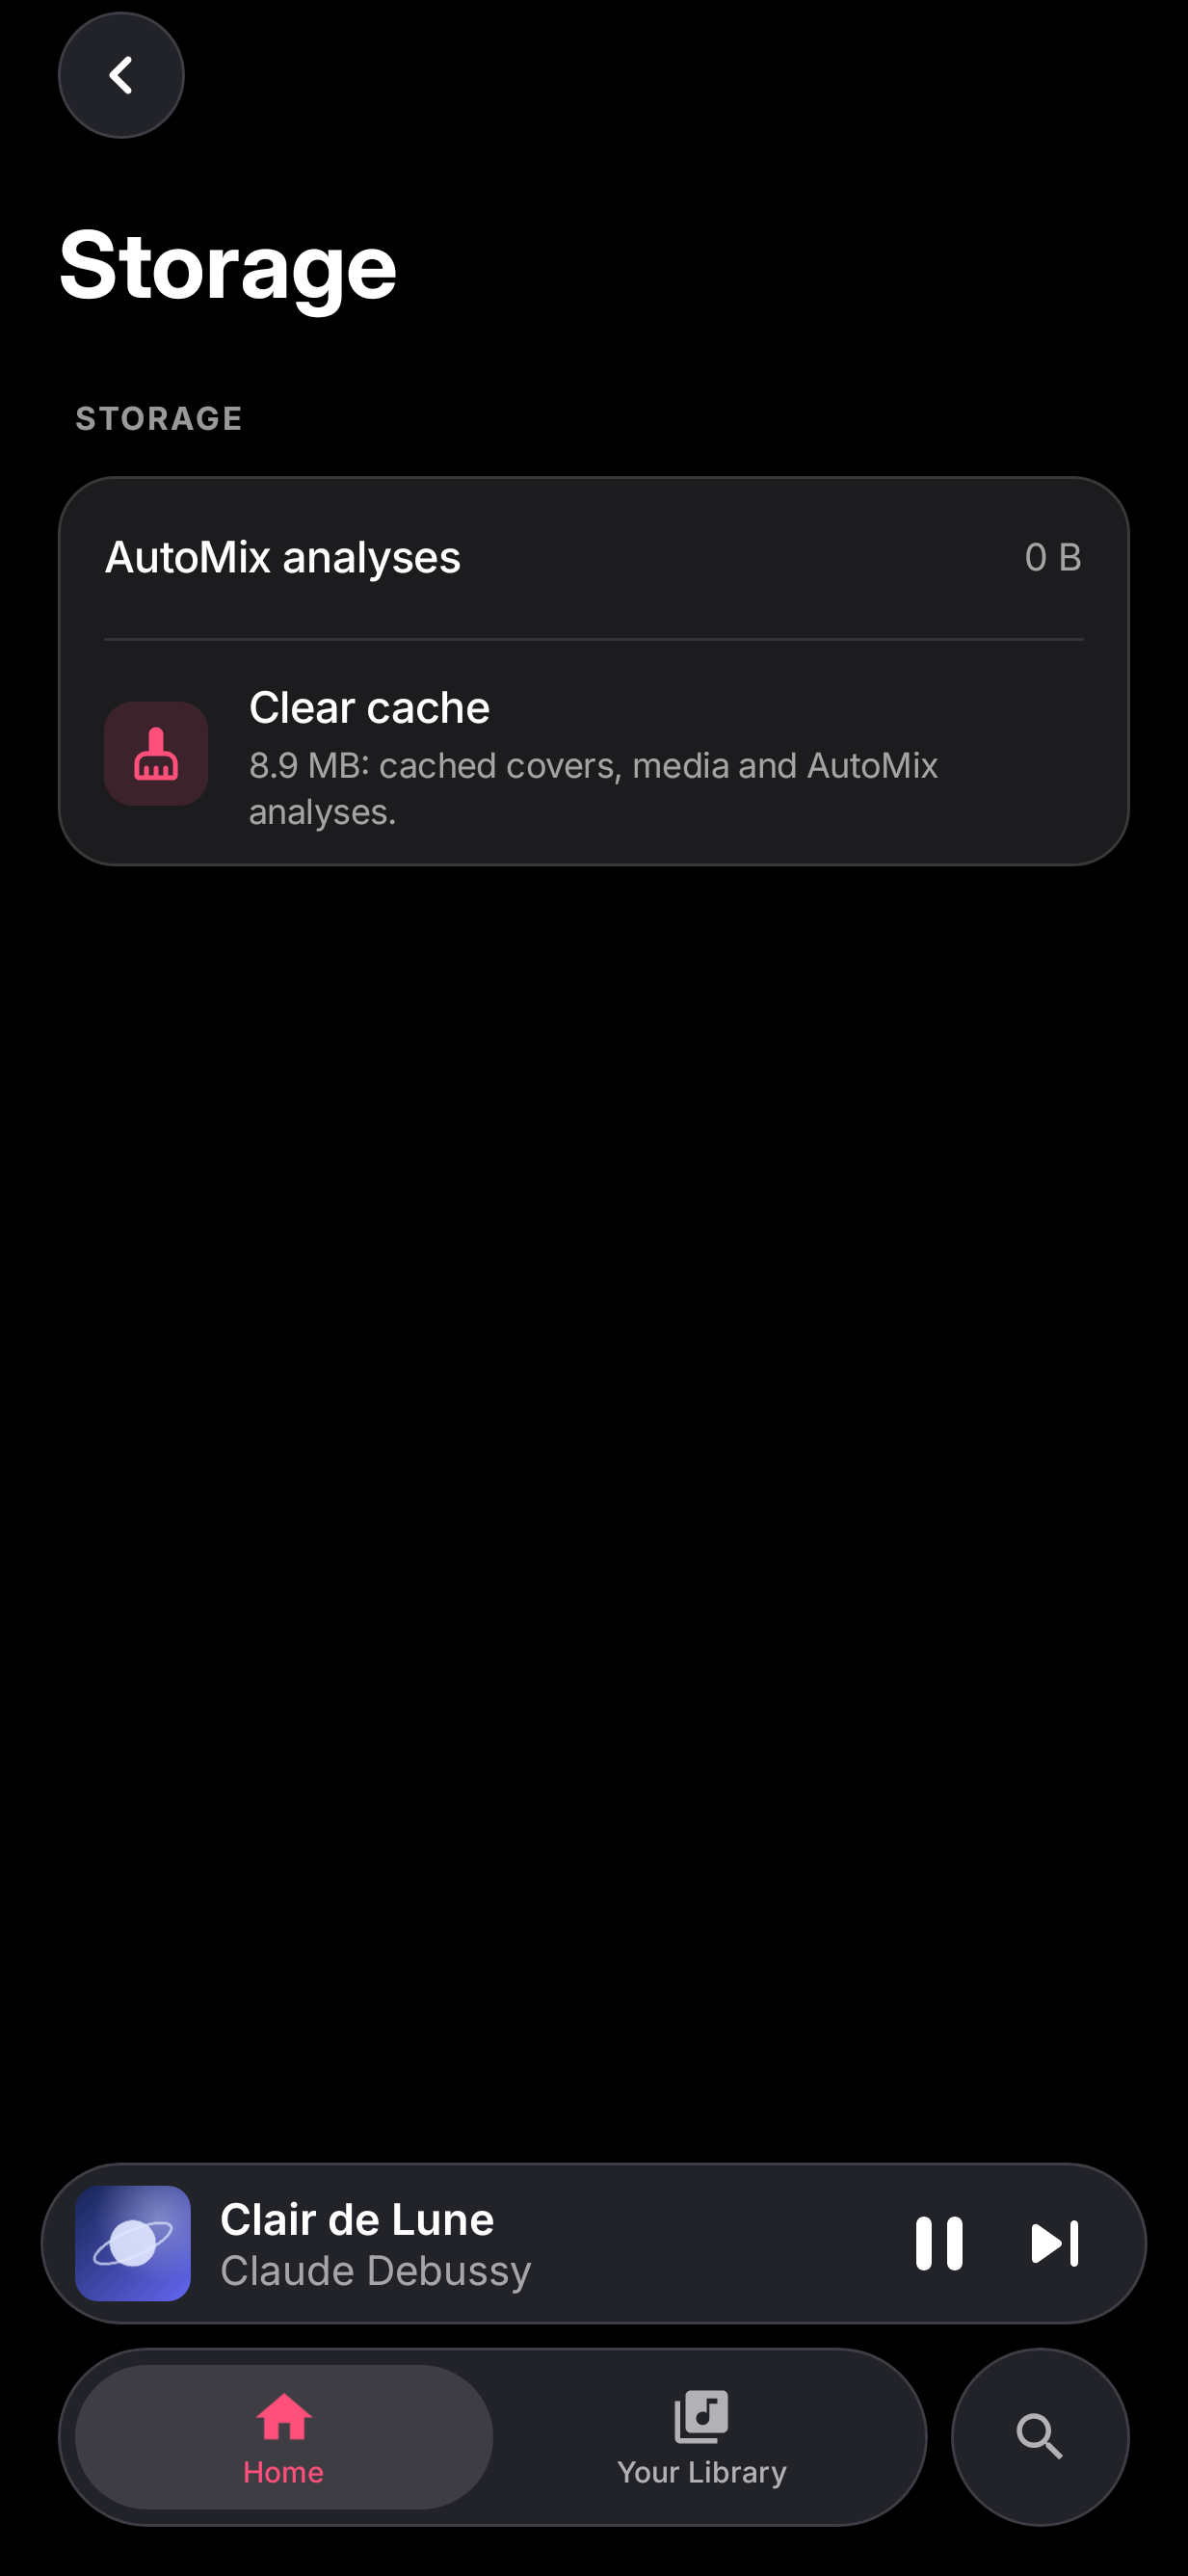 Storage
STORAGE
AutoMix analyses
0 B
Clear cache
8.9 MB: cached covers, media and AutoMix
analyses.
Clair de Lune
Claude Debussy
Home
Your Library